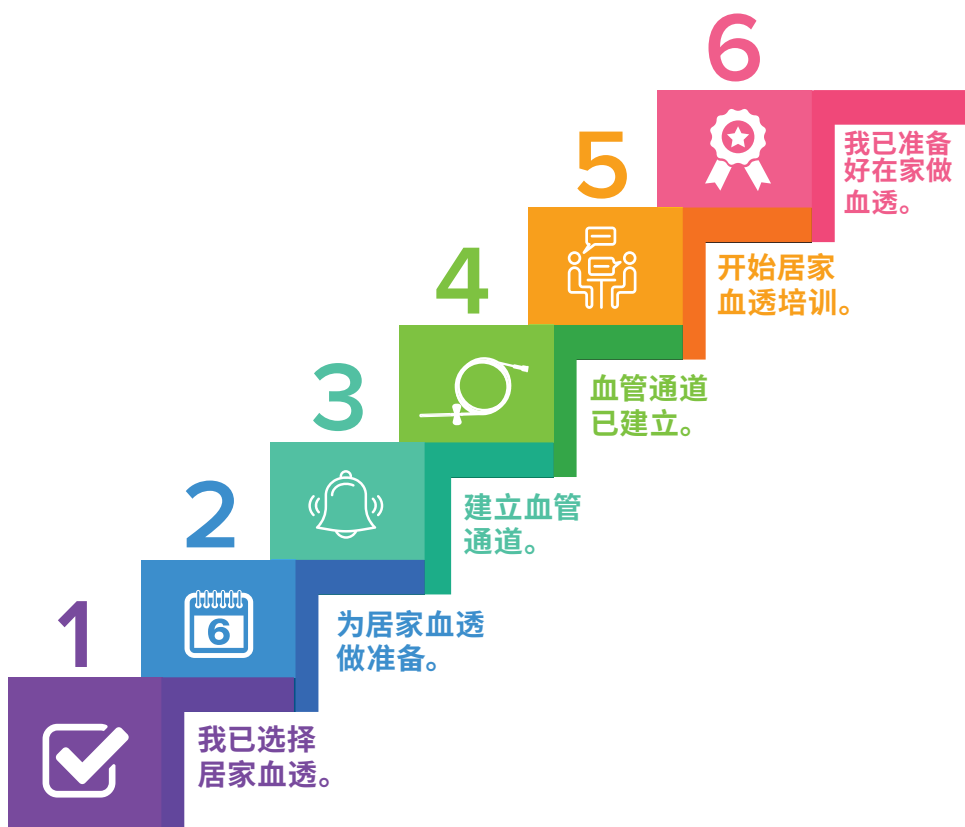 6
我已准备
好在家做
血透。
5
开始居家
血透培训。
4
血管通道
已建立。
3
建立血管
通道。
2
6
为居家血透
做准备。
1
我已选择
居家血透。